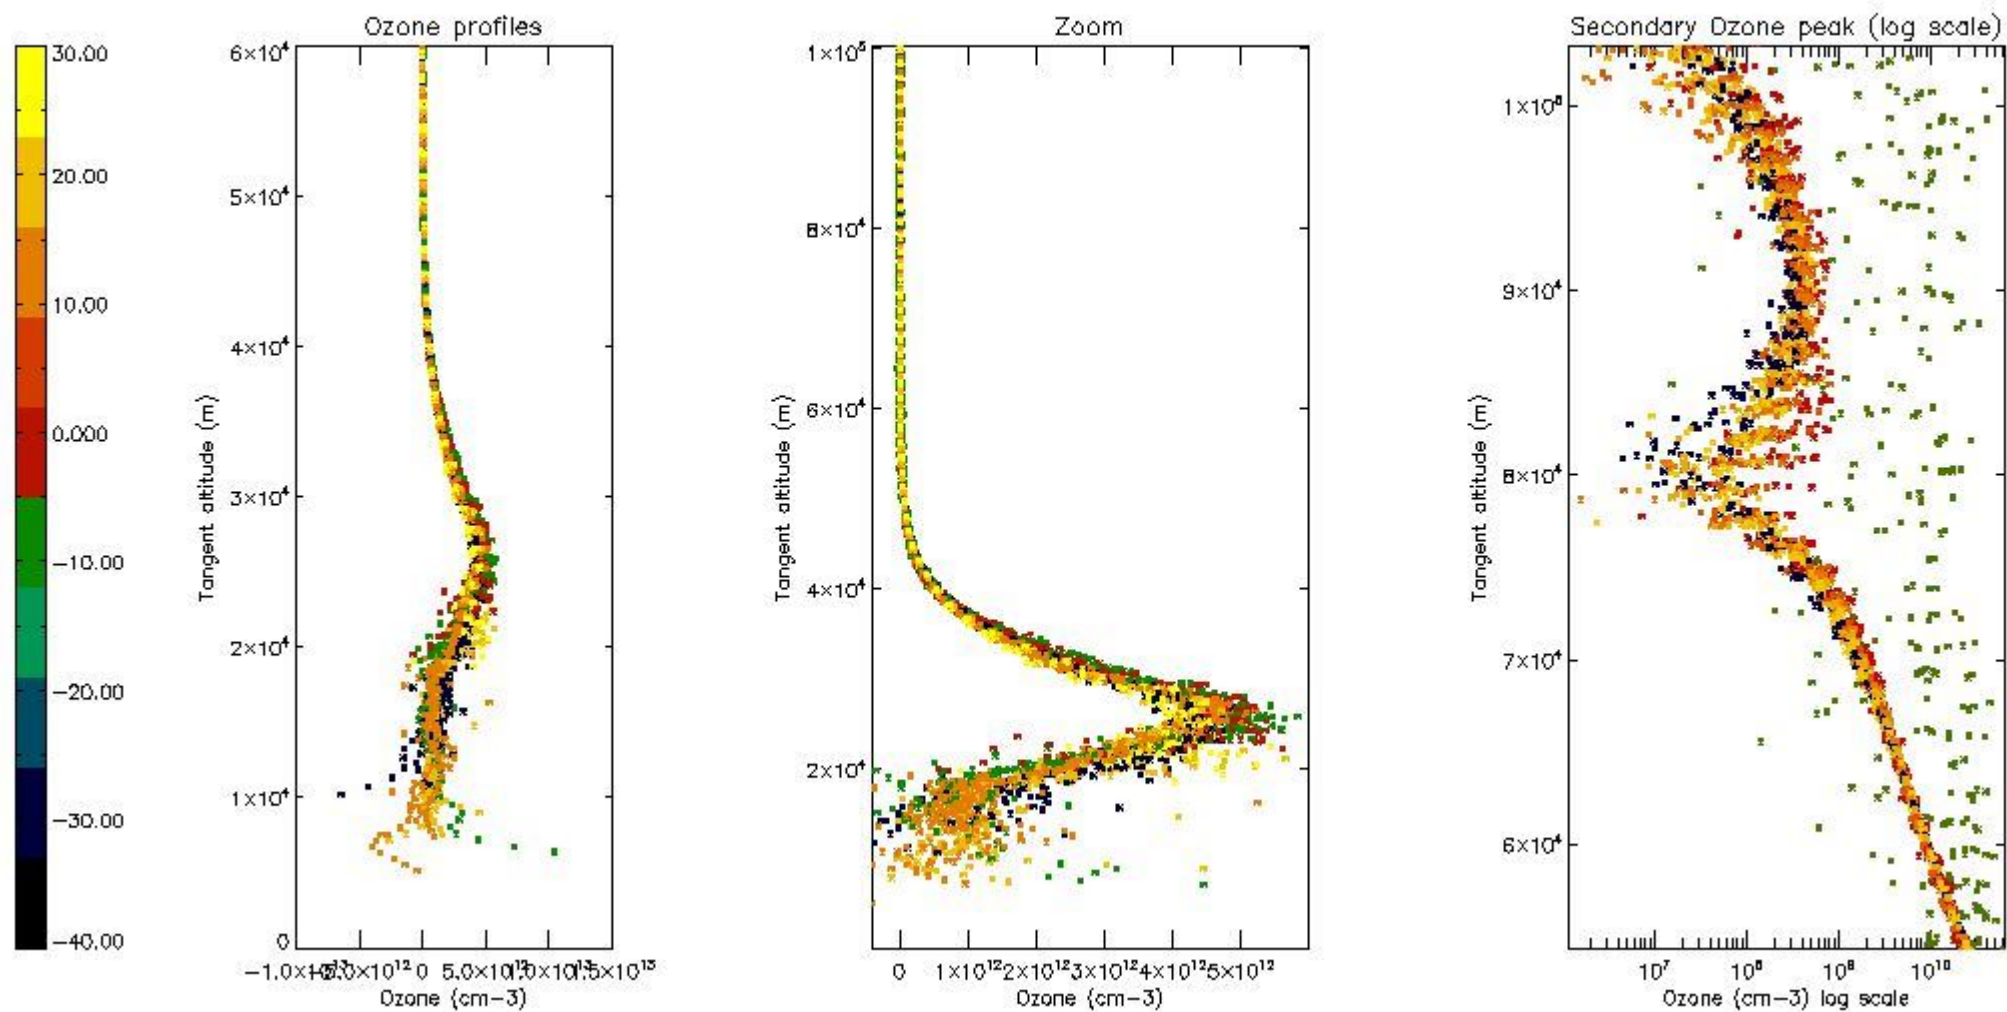 Ozone profiles
Zoom
Secondary Ozone peak (log scale)
30.00
20.00
10.00
0.000
−10.00
−20.00
−30.00
−40.00
6×10⁴
5×10⁴
4×10⁴
3×10⁴
2×10⁴
1×10⁴
0
Tangent altitude (m)
0
Ozone (cm−3)
1×10⁵
8×10⁴
6×10⁴
4×10⁴
2×10⁴
Tangent altitude (m)
0 1×10¹² 2×10¹² 3×10¹² 4×10¹² 5×10¹²
Ozone (cm−3)
9×10⁴
8×10⁴
7×10⁴
6×10⁴
Tangent altitude (m)
10⁷ 10⁸ 10⁹ 10¹⁰
Ozone (cm−3) log scale